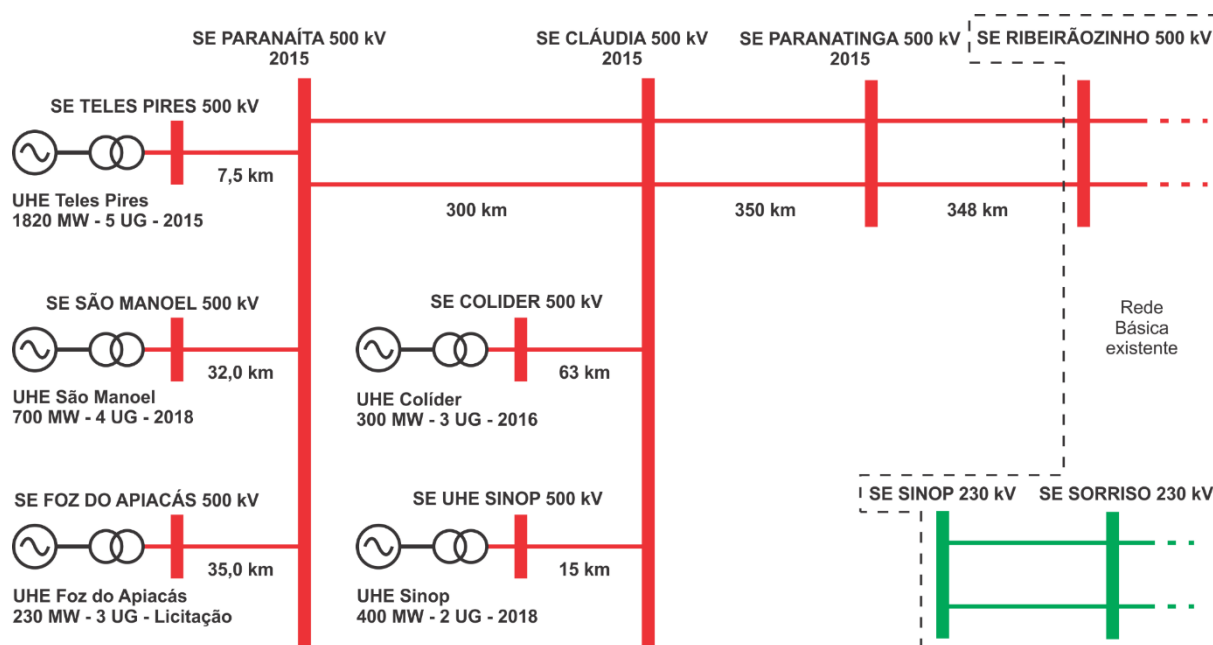 SE PARANAÍTA 500 kV
2015
SE CLÁUDIA 500 kV
2015
SE PARANATINGA 500 kV
2015
SE RIBEIRÃOZINHO 500 kV
SE TELES PIRES 500 kV
7,5 km
UHE Teles Pires
1820 MW - 5 UG - 2015
300 km
350 km
348 km
SE SÃO MANOEL 500 kV
32,0 km
UHE São Manoel
700 MW - 4 UG - 2018
SE COLIDER 500 kV
63 km
UHE Colíder
300 MW - 3 UG - 2016
Rede
Básica
existente
SE FOZ DO APIACÁS 500 kV
35,0 km
UHE Foz do Apiacás
230 MW - 3 UG - Licitação
SE UHE SINOP 500 kV
15 km
UHE Sinop
400 MW - 2 UG - 2018
SE SINOP 230 kV
SE SORRISO 230 kV